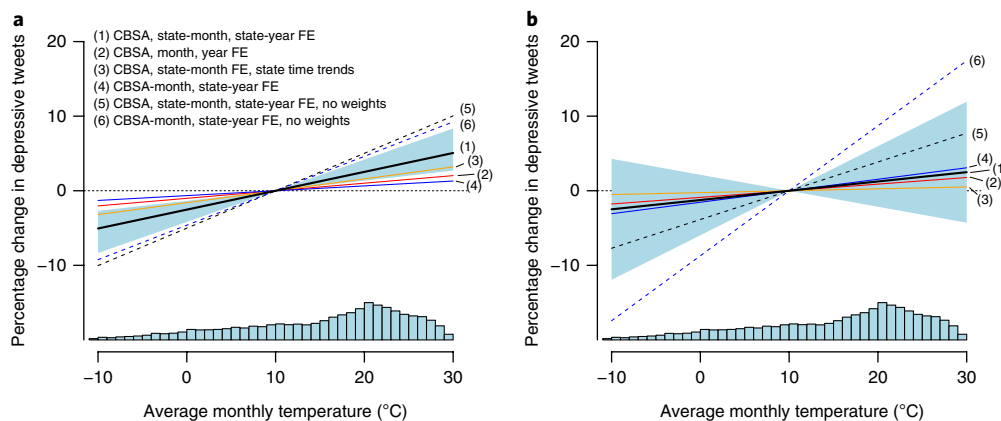 a
Percentage change in depressive tweets
20
10
0
−10
(1) CBSA, state-month, state-year FE
(2) CBSA, month, year FE
(3) CBSA, state-month FE, state time trends
(4) CBSA-month, state-year FE
(5) CBSA, state-month, state-year FE, no weights
(6) CBSA-month, state-year FE, no weights
(5)
(6)
(1)
(3)
(2)
(4)
−10 0 10 20 30
Average monthly temperature (°C)
b
Percentage change in depressive tweets
20
10
0
−10
(6)
(5)
(4)
(1
(2)
(3)
−10 0 10 20 30
Average monthly temperature (°C)